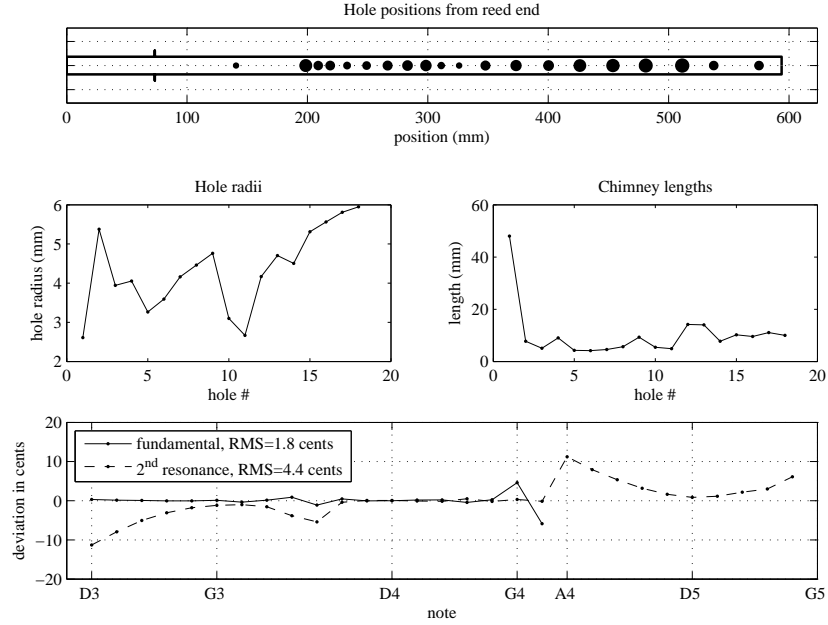 Hole positions from reed end
0 100 200 300 400 500 600
position (mm)
Hole radii
6
5
4
3
2
hole radius (mm)
0 5 10 15 20
hole #
Chimney lengths
60
40
20
0
length (mm)
0 5 10 15 20
hole #
20
10
0
−10
−20
deviation in cents
fundamental, RMS=1.8 cents
2nd resonance, RMS=4.4 cents
D3 G3 D4 G4 A4 D5 G5
note